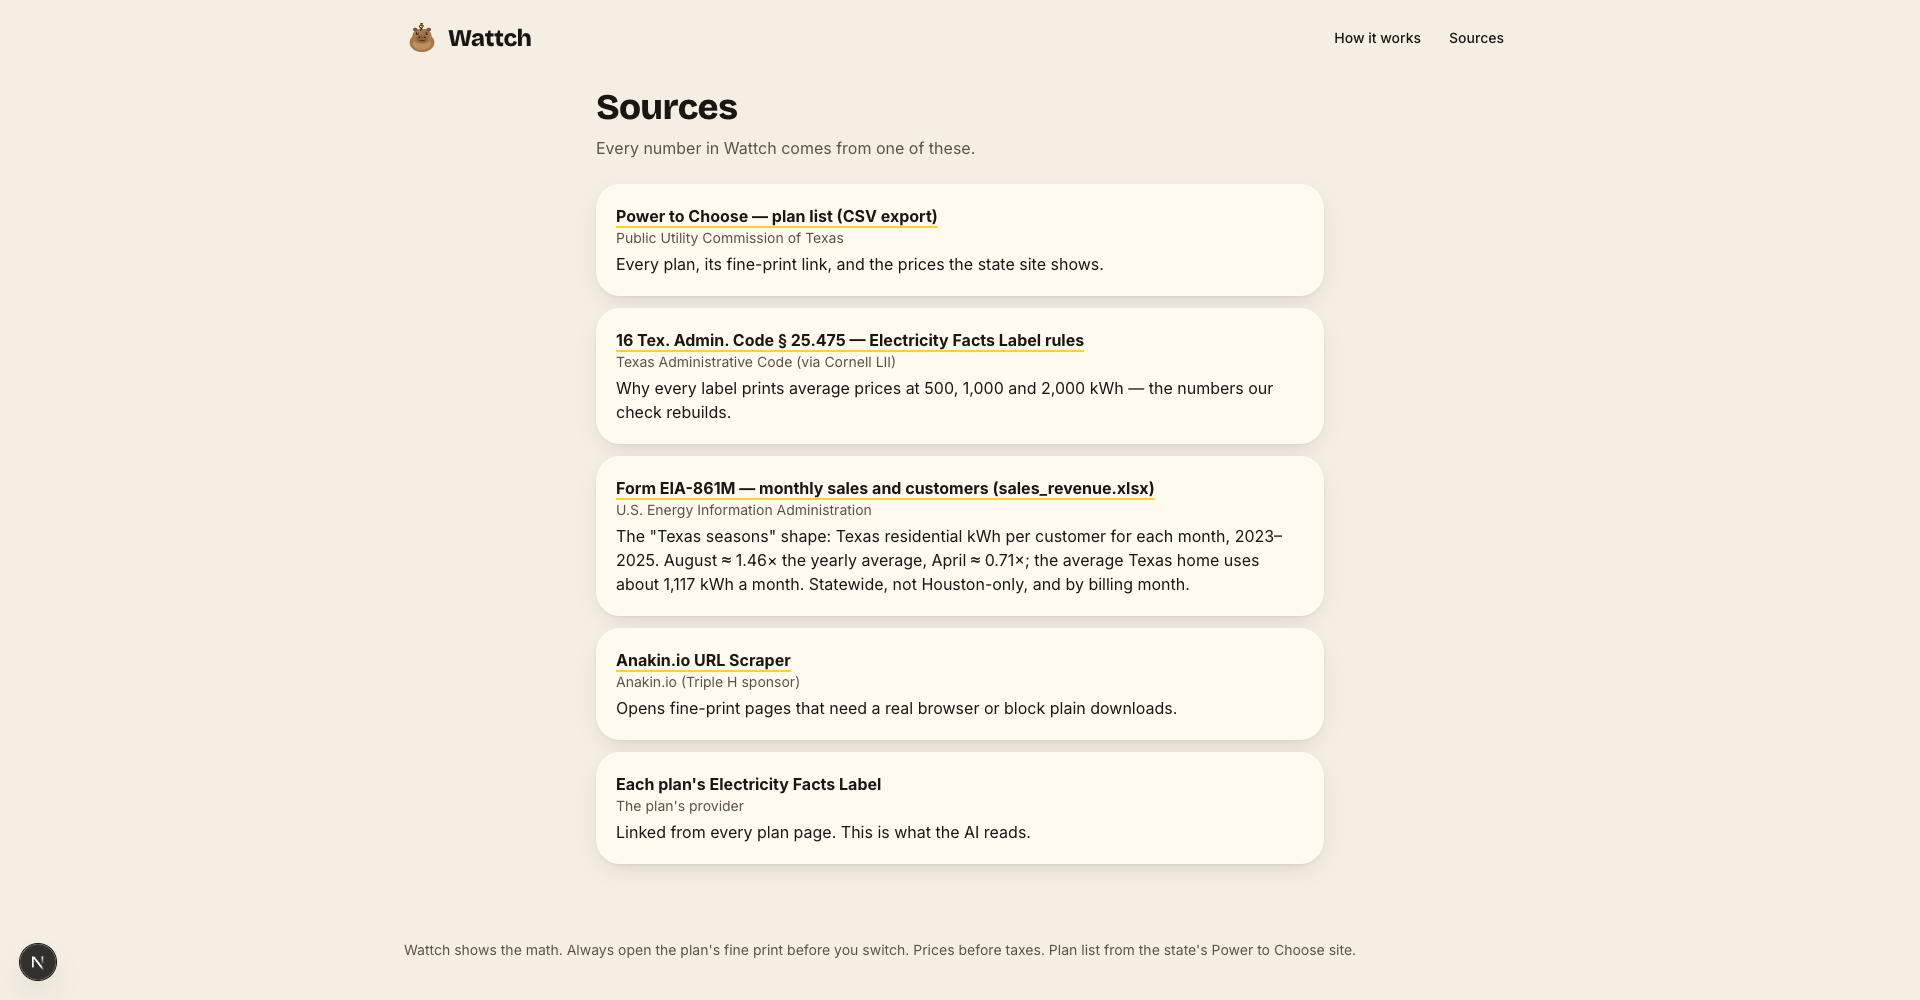 Wattch
How it works
Sources
Sources
Every number in Wattch comes from one of these.
Power to Choose — plan list (CSV export)
Public Utility Commission of Texas
Every plan, its fine-print link, and the prices the state site shows.
16 Tex. Admin. Code § 25.475 — Electricity Facts Label rules
Texas Administrative Code (via Cornell LII)
Why every label prints average prices at 500, 1,000 and 2,000 kWh — the numbers our
check rebuilds.
Form EIA-861M — monthly sales and customers (sales_revenue.xlsx)
U.S. Energy Information Administration
The "Texas seasons" shape: Texas residential kWh per customer for each month, 2023–
2025. August ≈ 1.46× the yearly average, April ≈ 0.71×; the average Texas home uses
about 1,117 kWh a month. Statewide, not Houston-only, and by billing month.
Anakin.io URL Scraper
Anakin.io (Triple H sponsor)
Opens fine-print pages that need a real browser or block plain downloads.
Each plan's Electricity Facts Label
The plan's provider
Linked from every plan page. This is what the AI reads.
Wattch shows the math. Always open the plan's fine print before you switch. Prices before taxes. Plan list from the state's Power to Choose site.
N